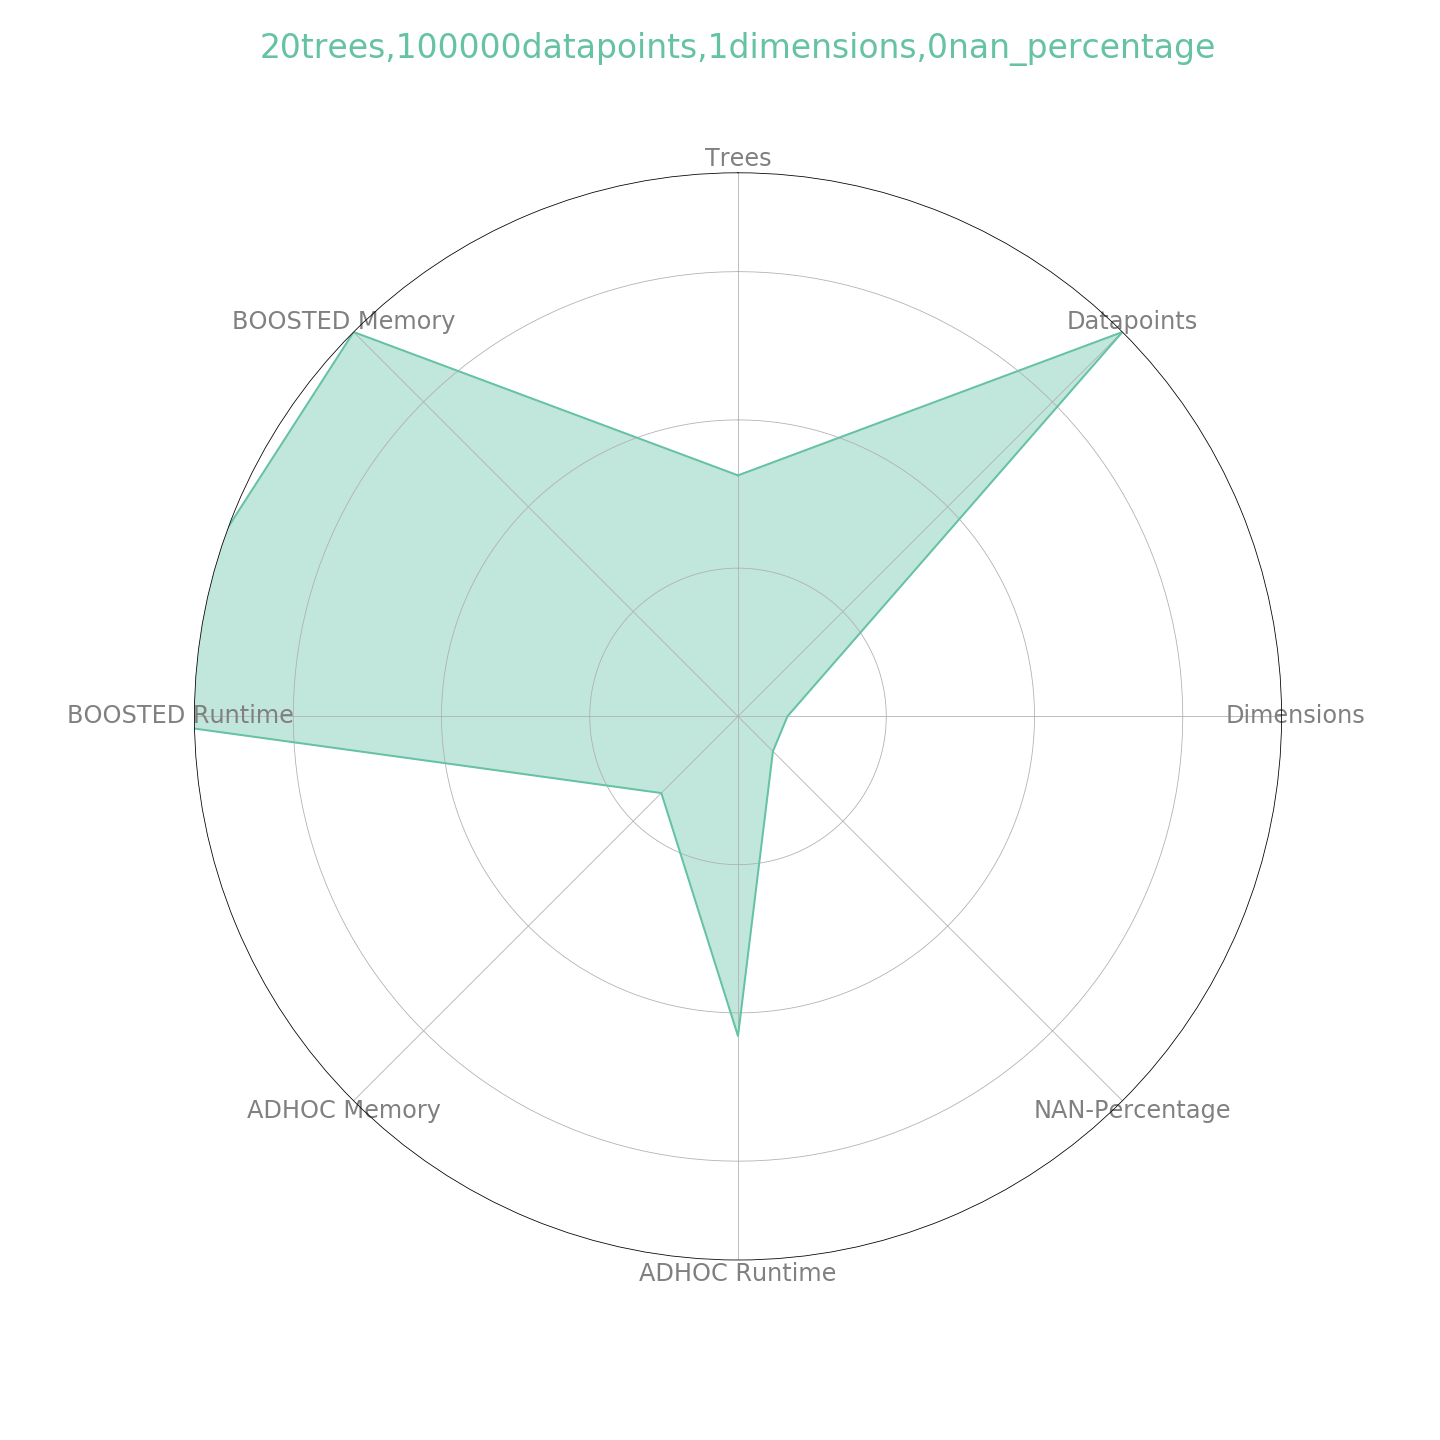 20trees,100000datapoints,1dimensions,0nan_percentage
Trees
BOOSTED Memory
Datapoints
BOOSTED Runtime
Dimensions
ADHOC Memory
NAN-Percentage
ADHOC Runtime